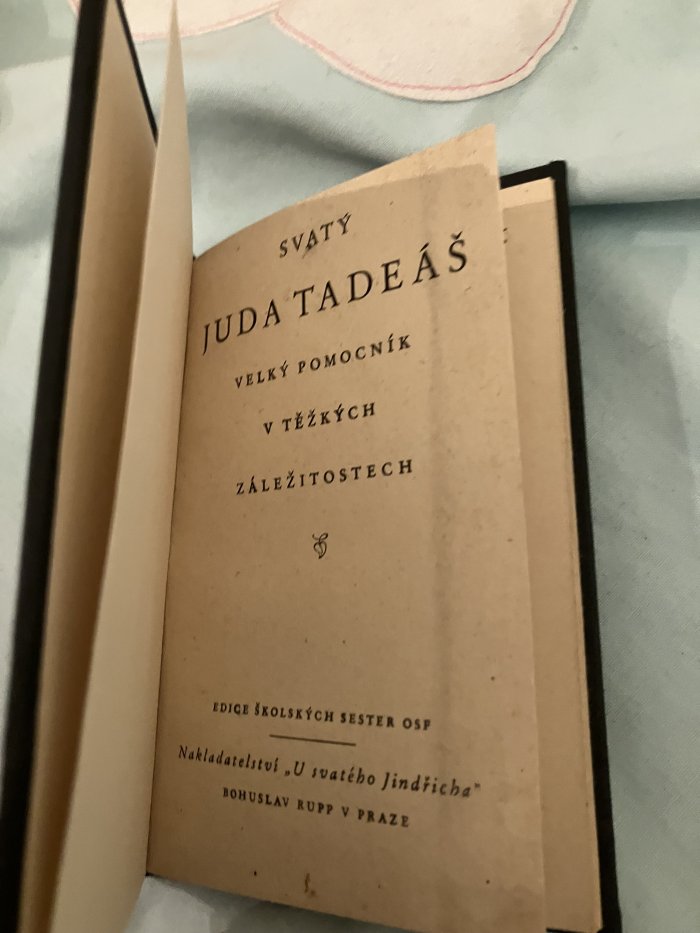 SVATÝ
JUDA TADEÁŠ
VELKÝ POMOCNÍK
V TĚŽKÝCH
ZÁLEŽITOSTECH
EDICE ŠKOLSKÝCH SESTER OSF
Nakladatelství „U svatého Jindřicha"
BOHUSLAV RUPP V PRAZE